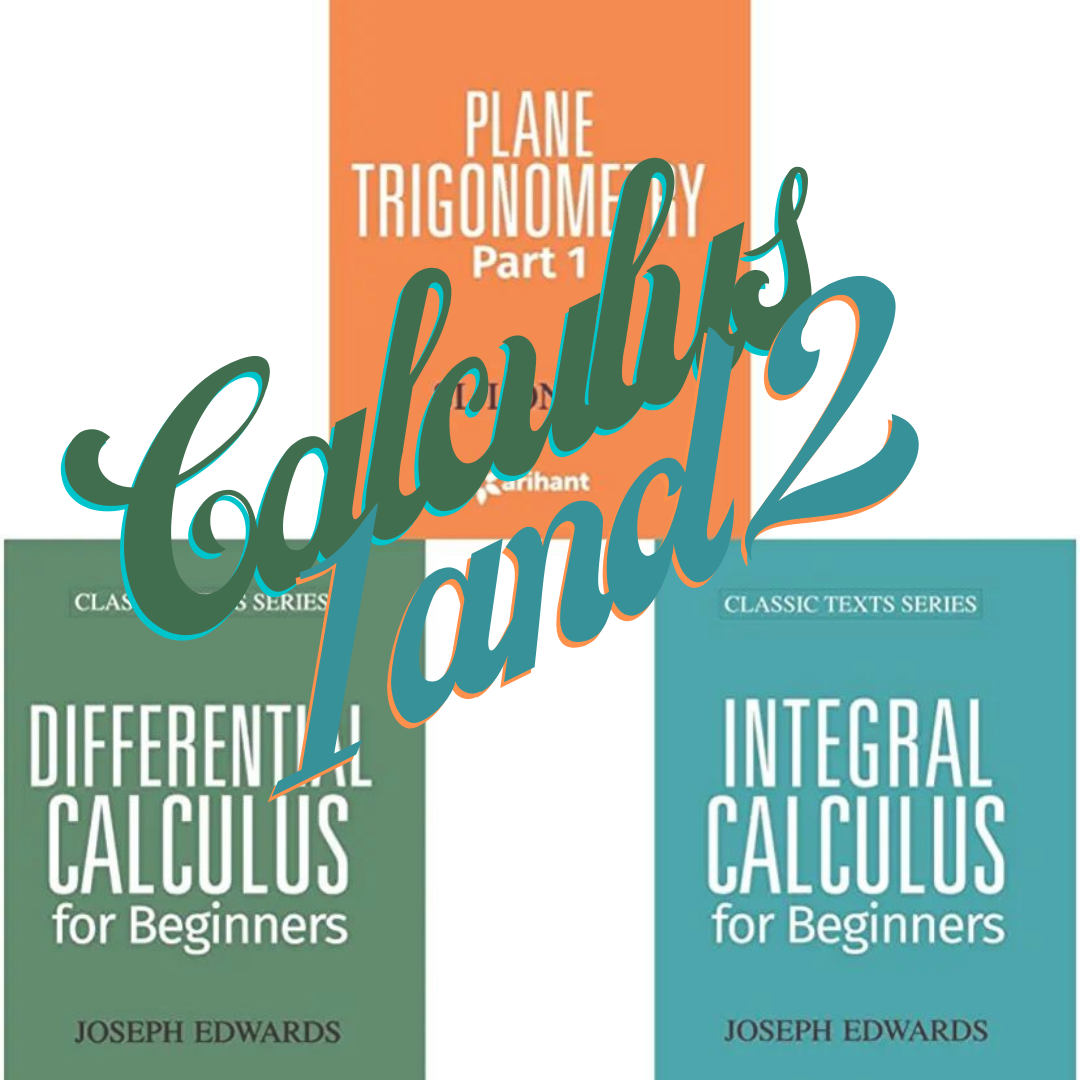 PLANE
TRIGONOMETRY
Part 1
arihant
Calculus
1 and 2
CLASSIC TEXTS SERIES
DIFFERENTIAL
CALCULUS
for Beginners
JOSEPH EDWARDS
CLASSIC TEXTS SERIES
INTEGRAL
CALCULUS
for Beginners
JOSEPH EDWARDS